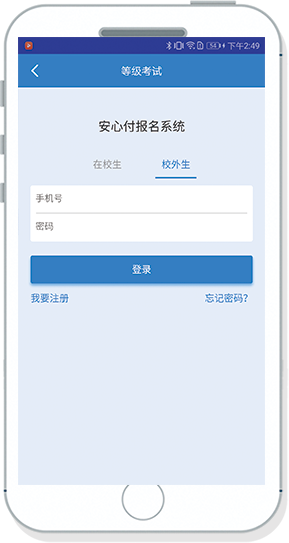 54 下午2:49
等级考试
安心付报名系统
在校生 校外生
手机号
密码
登录
我要注册 忘记密码?